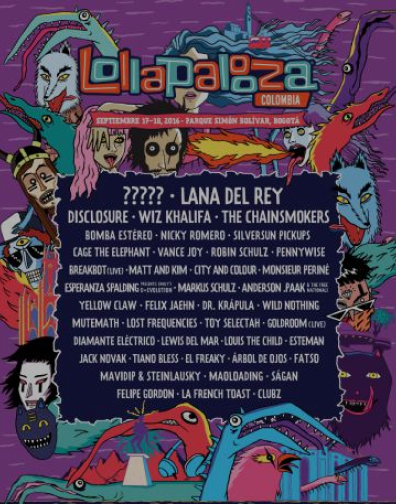 Lollapalooza
COLOMBIA
SEPTIEMBRE 17-18, 2016 · PARQUE SIMÓN BOLÍVAR, BOGOTÁ
????? · LANA DEL REY
DISCLOSURE · WIZ KHALIFA · THE CHAINSMOKERS
BOMBA ESTÉREO · NICKY ROMERO · SILVERSUN PICKUPS
CAGE THE ELEPHANT · VANCE JOY · ROBIN SCHULZ · PENNYWISE
BREAKBOT (LIVE) · MATT AND KIM · CITY AND COLOUR · MONSIEUR PERINÉ
ESPERANZA SPALDING PRESENTS EMILY'S D+EVOLUTION · MARKUS SCHULZ · ANDERSON .PAAK & THE FREE NATIONALS
YELLOW CLAW · FELIX JAEHN · DR. KRÁPULA · WILD NOTHING
MUTEMATH · LOST FREQUENCIES · TOY SELECTAH · GOLDROOM (LIVE)
DIAMANTE ELÉCTRICO · LEWIS DEL MAR · LOUIS THE CHILD · ESTEMAN
JACK NOVAK · TIANO BLESS · EL FREAKY · ÁRBOL DE OJOS · FATSO
MAVIDIP & STEINLAUSKY · MAQLOADING · SÁGAN
FELIPE GORDON · LA FRENCH TOAST · CLUBZ